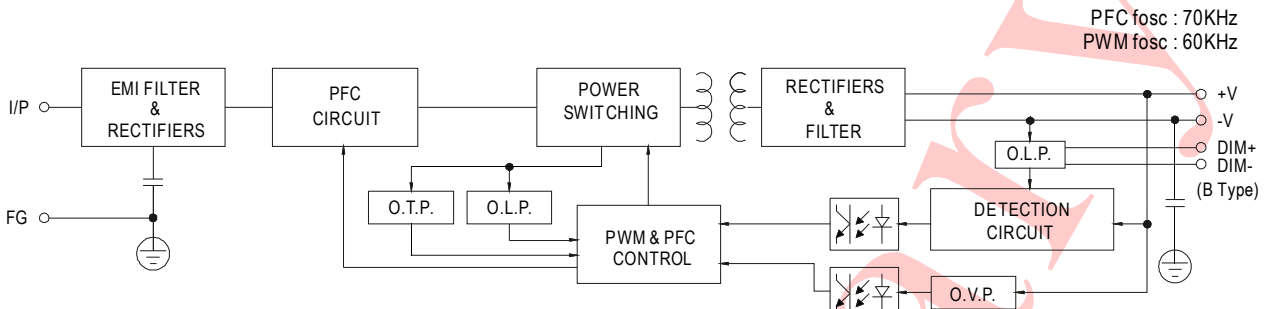 PFC fosc : 70KHz
PWM fosc : 60KHz
I/P
EMI FILTER
&
RECTIFIERS
PFC
CIRCUIT
POWER
SWITCHING
RECTIFIERS
&
FILTER
+V
-V
DIM+
DIM-
(B Type)
O.L.P.
O.T.P.
O.L.P.
FG
PWM & PFC
CONTROL
DETECTION
CIRCUIT
O.V.P.